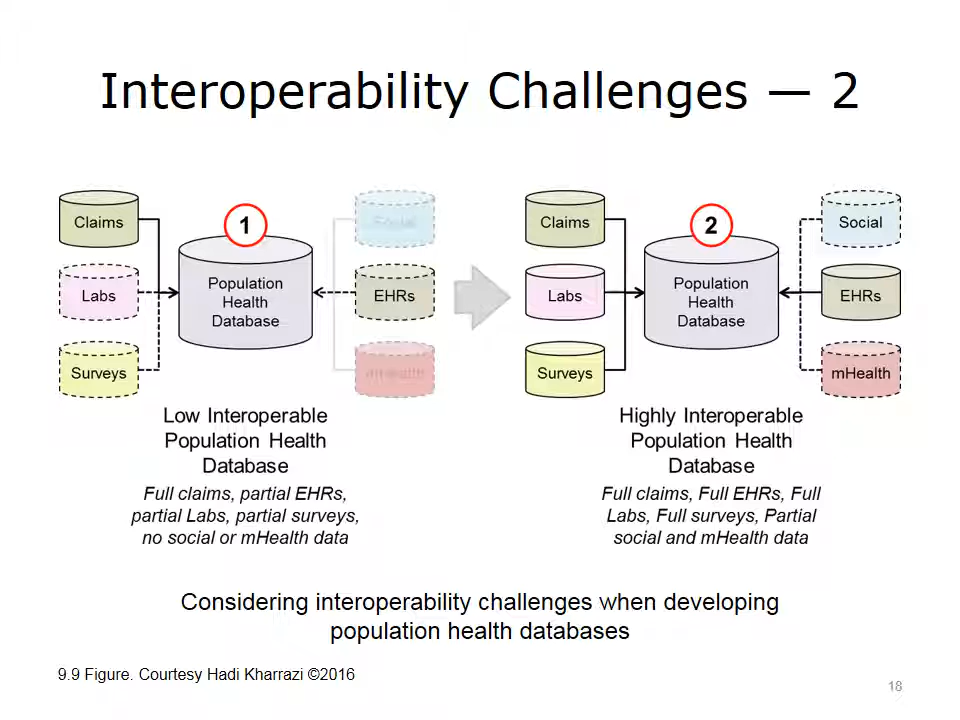 Interoperability Challenges — 2
Claims
Labs
Surveys
1
Population
Health
Database
EHRs
Low Interoperable
Population Health
Database
Full claims, partial EHRs,
partial Labs, partial surveys,
no social or mHealth data
Claims
Labs
Surveys
2
Population
Health
Database
Social
EHRs
mHealth
Highly Interoperable
Population Health
Database
Full claims, Full EHRs, Full
Labs, Full surveys, Partial
social and mHealth data
Considering interoperability challenges when developing
population health databases
9.9 Figure. Courtesy Hadi Kharrazi ©2016
18